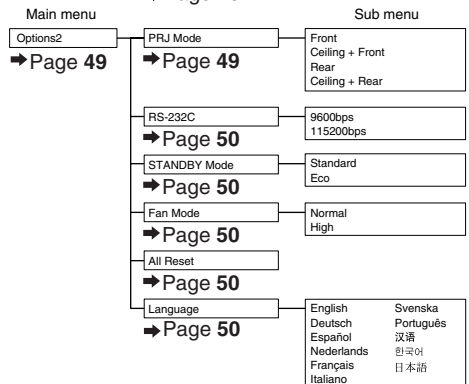 Main menu
Sub menu
Options2
➡Page 49
PRJ Mode
➡Page 49
Front
Ceiling + Front
Rear
Ceiling + Rear
RS-232C
➡Page 50
9600bps
115200bps
STANDBY Mode
➡Page 50
Standard
Eco
Fan Mode
➡Page 50
Normal
High
All Reset
➡Page 50
Language
➡Page 50
English Svenska
Deutsch Português
Español 汉语
Nederlands 한국어
Français 日本語
Italiano